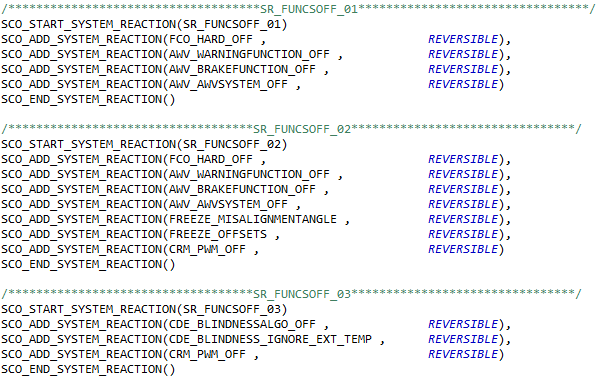 /************************************SR_FUNCSOFF_01*********************************/
SCO_START_SYSTEM_REACTION(SR_FUNCSOFF_01)
SCO_ADD_SYSTEM_REACTION(FCO_HARD_OFF , REVERSIBLE),
SCO_ADD_SYSTEM_REACTION(AWV_WARNINGFUNCTION_OFF , REVERSIBLE),
SCO_ADD_SYSTEM_REACTION(AWV_BRAKEFUNCTION_OFF , REVERSIBLE),
SCO_ADD_SYSTEM_REACTION(AWV_AWVSYSTEM_OFF , REVERSIBLE)
SCO_END_SYSTEM_REACTION()
/***********************************SR_FUNCSOFF_02********************************/
SCO_START_SYSTEM_REACTION(SR_FUNCSOFF_02)
SCO_ADD_SYSTEM_REACTION(FCO_HARD_OFF , REVERSIBLE),
SCO_ADD_SYSTEM_REACTION(AWV_WARNINGFUNCTION_OFF , REVERSIBLE),
SCO_ADD_SYSTEM_REACTION(AWV_BRAKEFUNCTION_OFF , REVERSIBLE),
SCO_ADD_SYSTEM_REACTION(AWV_AWVSYSTEM_OFF , REVERSIBLE),
SCO_ADD_SYSTEM_REACTION(FREEZE_MISALIGNMENTANGLE , REVERSIBLE),
SCO_ADD_SYSTEM_REACTION(FREEZE_OFFSETS , REVERSIBLE),
SCO_ADD_SYSTEM_REACTION(CRM_PWM_OFF , REVERSIBLE)
SCO_END_SYSTEM_REACTION()
/***********************************SR_FUNCSOFF_03********************************/
SCO_START_SYSTEM_REACTION(SR_FUNCSOFF_03)
SCO_ADD_SYSTEM_REACTION(CDE_BLINDNESSALGO_OFF , REVERSIBLE),
SCO_ADD_SYSTEM_REACTION(CDE_BLINDNESS_IGNORE_EXT_TEMP , REVERSIBLE),
SCO_ADD_SYSTEM_REACTION(CRM_PWM_OFF , REVERSIBLE)
SCO_END_SYSTEM_REACTION()